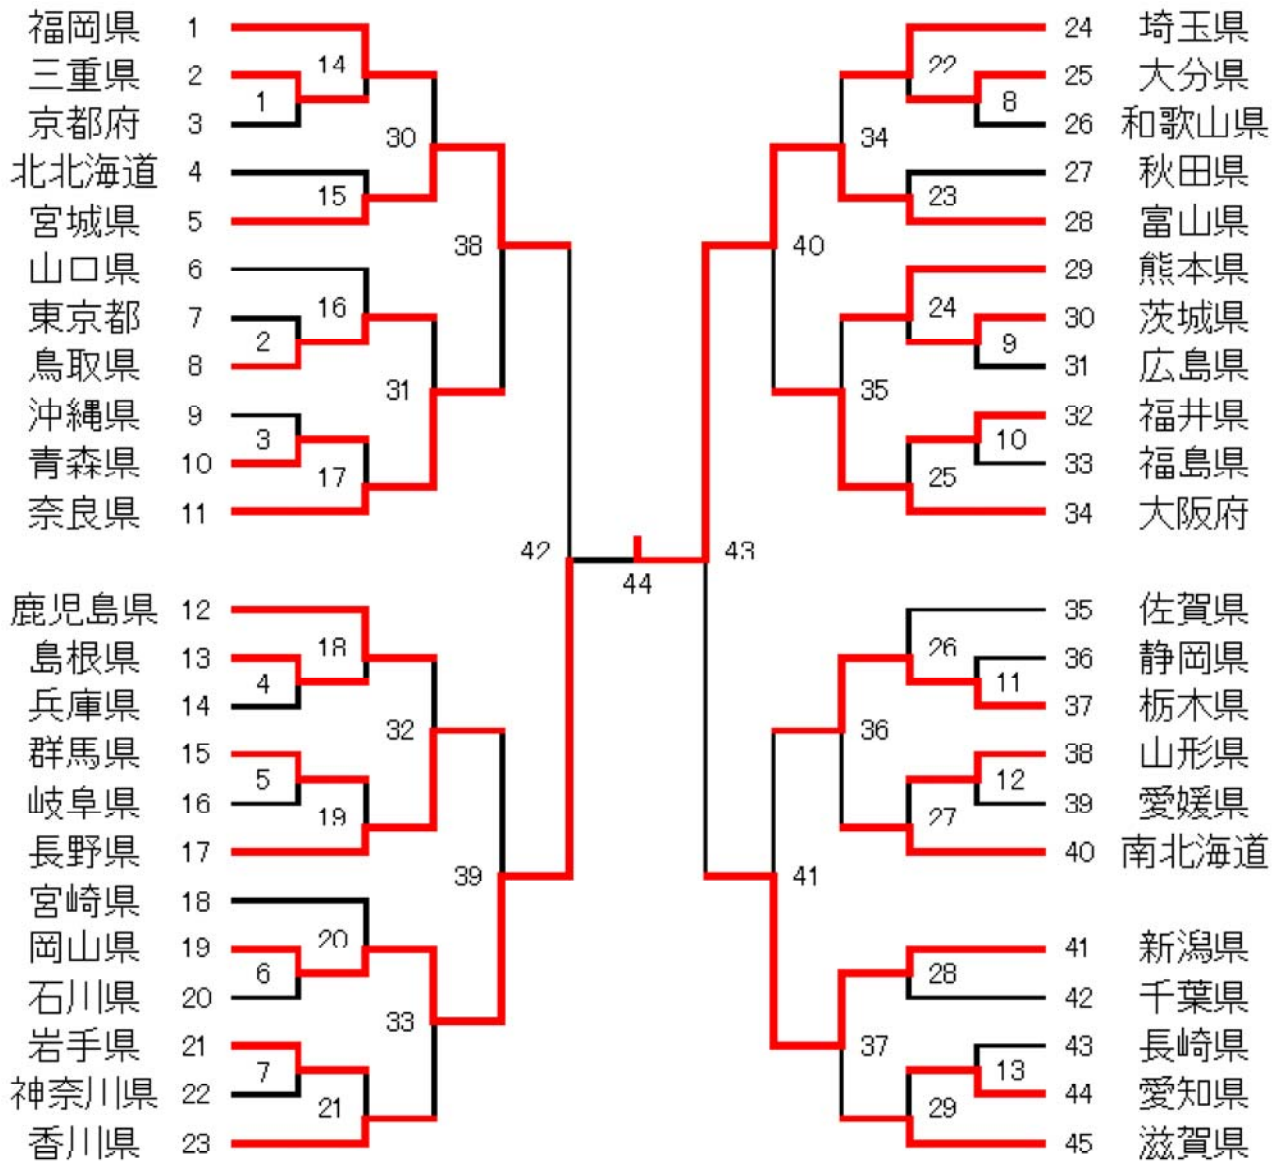 福岡県 1
三重県 2
京都府 3
北北海道 4
宮城県 5
山口県 6
東京都 7
鳥取県 8
沖縄県 9
青森県 10
奈良県 11
鹿児島県 12
島根県 13
兵庫県 14
群馬県 15
岐阜県 16
長野県 17
宮崎県 18
岡山県 19
石川県 20
岩手県 21
神奈川県 22
香川県 23
1
2
3
4
5
6
7
14
15
16
17
18
19
20
21
30
31
32
33
38
39
42
44
43
40
41
34
35
36
37
22
23
24
25
26
27
28
29
8
9
10
11
12
13
24 埼玉県
25 大分県
26 和歌山県
27 秋田県
28 富山県
29 熊本県
30 茨城県
31 広島県
32 福井県
33 福島県
34 大阪府
35 佐賀県
36 静岡県
37 栃木県
38 山形県
39 愛媛県
40 南北海道
41 新潟県
42 千葉県
43 長崎県
44 愛知県
45 滋賀県